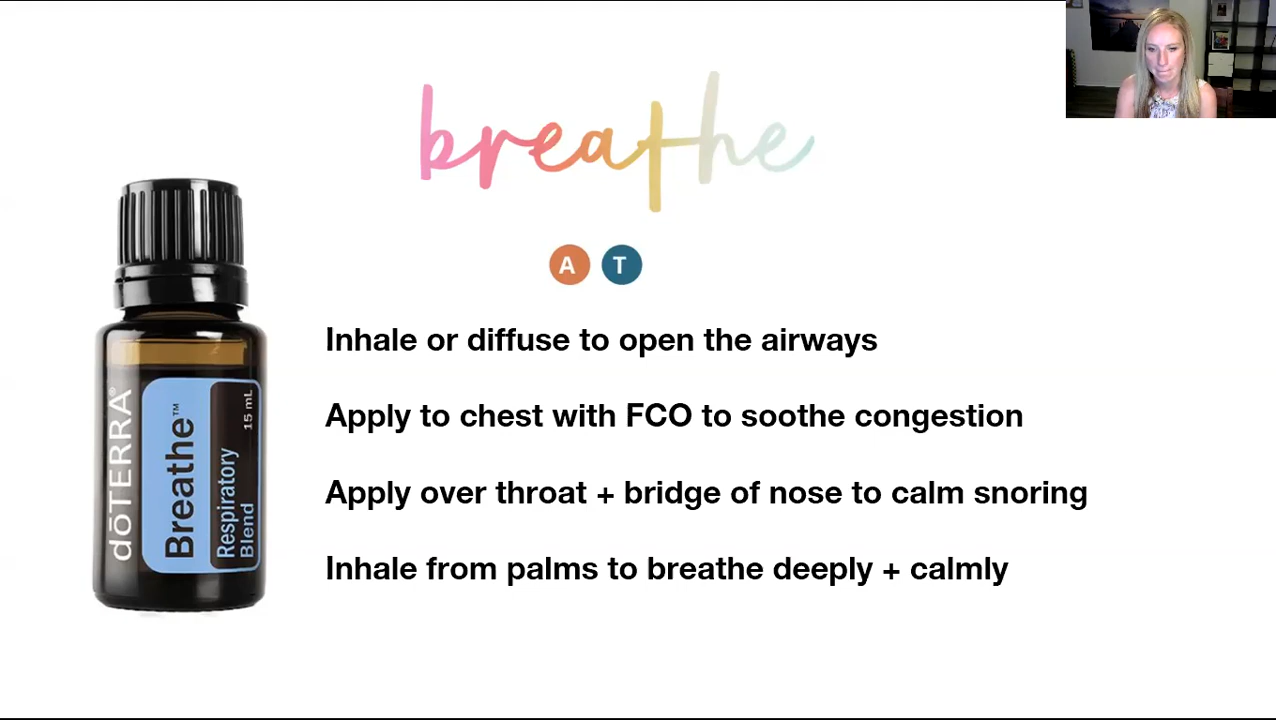 breathe
A T
Inhale or diffuse to open the airways
Apply to chest with FCO to soothe congestion
Apply over throat + bridge of nose to calm snoring
Inhale from palms to breathe deeply + calmly
dōTERRA®
Breathe™
Respiratory
Blend
15 mL